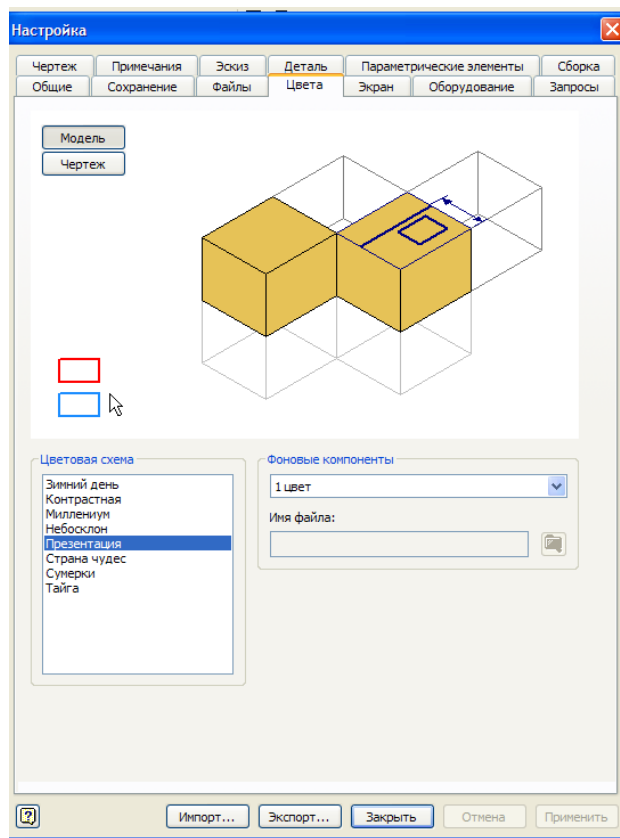 Настройка
Чертеж Примечания Эскиз Деталь Параметрические элементы Сборка
Общие Сохранение Файлы Цвета Экран Оборудование Запросы
Модель
Чертеж
Цветовая схема
Зимний день
Контрастная
Миллениум
Небосклон
Презентация
Страна чудес
Сумерки
Тайга
Фоновые компоненты
1 цвет
Имя файла:
Импорт... Экспорт... Закрыть Отмена Применить